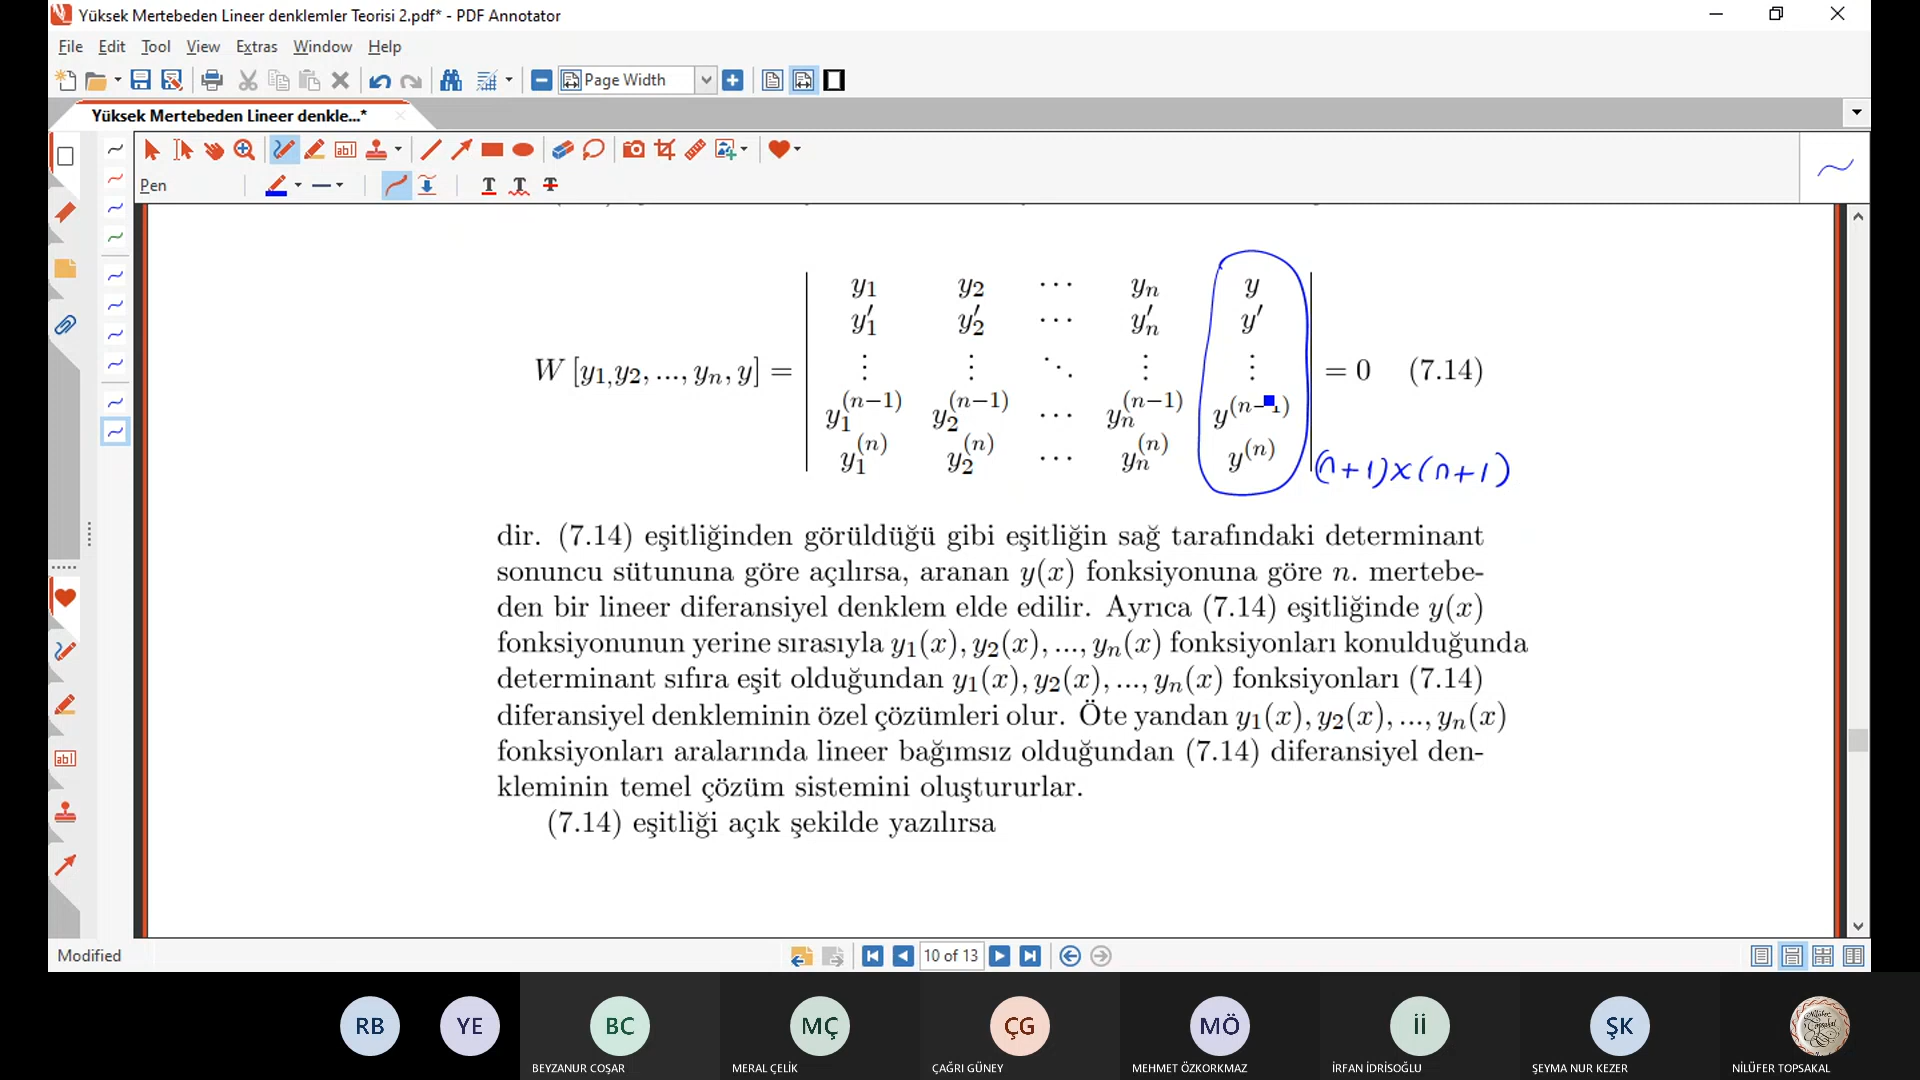 Yüksek Mertebeden Lineer denklemler Teorisi 2.pdf* - PDF Annotator
File Edit Tool View Extras Window Help
Page Width
Yüksek Mertebeden Lineer denkle...*
Pen
W [y₁,y₂, ..., yₙ, y] = | y₁ y₂ ⋯ yₙ y |
| y₁′ y₂′ ⋯ yₙ′ y′ |
| ⋮ ⋮ ⋱ ⋮ ⋮ | = 0 (7.14)
| y₁⁽ⁿ⁻¹⁾ y₂⁽ⁿ⁻¹⁾ ⋯ yₙ⁽ⁿ⁻¹⁾ y⁽ⁿ⁻¹⁾ |
| y₁⁽ⁿ⁾ y₂⁽ⁿ⁾ ⋯ yₙ⁽ⁿ⁾ y⁽ⁿ⁾ | (n+1)x(n+1)
dir. (7.14) eşitliğinden görüldüğü gibi eşitliğin sağ tarafındaki determinant
sonuncu sütununa göre açılırsa, aranan y(x) fonksiyonuna göre n. mertebe-
den bir lineer diferansiyel denklem elde edilir. Ayrıca (7.14) eşitliğinde y(x)
fonksiyonunun yerine sırasıyla y₁(x), y₂(x), ..., yₙ(x) fonksiyonları konulduğunda
determinant sıfıra eşit olduğundan y₁(x), y₂(x), ..., yₙ(x) fonksiyonları (7.14)
diferansiyel denkleminin özel çözümleri olur. Öte yandan y₁(x), y₂(x), ..., yₙ(x)
fonksiyonları aralarında lineer bağımsız olduğundan (7.14) diferansiyel den-
kleminin temel çözüm sistemini oluştururlar.
(7.14) eşitliği açık şekilde yazılırsa
Modified
10 of 13
RB YE BC MÇ ÇG MÖ İİ ŞK
BEYZANUR COŞAR MERAL ÇELİK ÇAĞRI GÜNEY MEHMET ÖZKORKMAZ İRFAN İDRİSOĞLU ŞEYMA NUR KEZER NİLÜFER TOPSAKAL